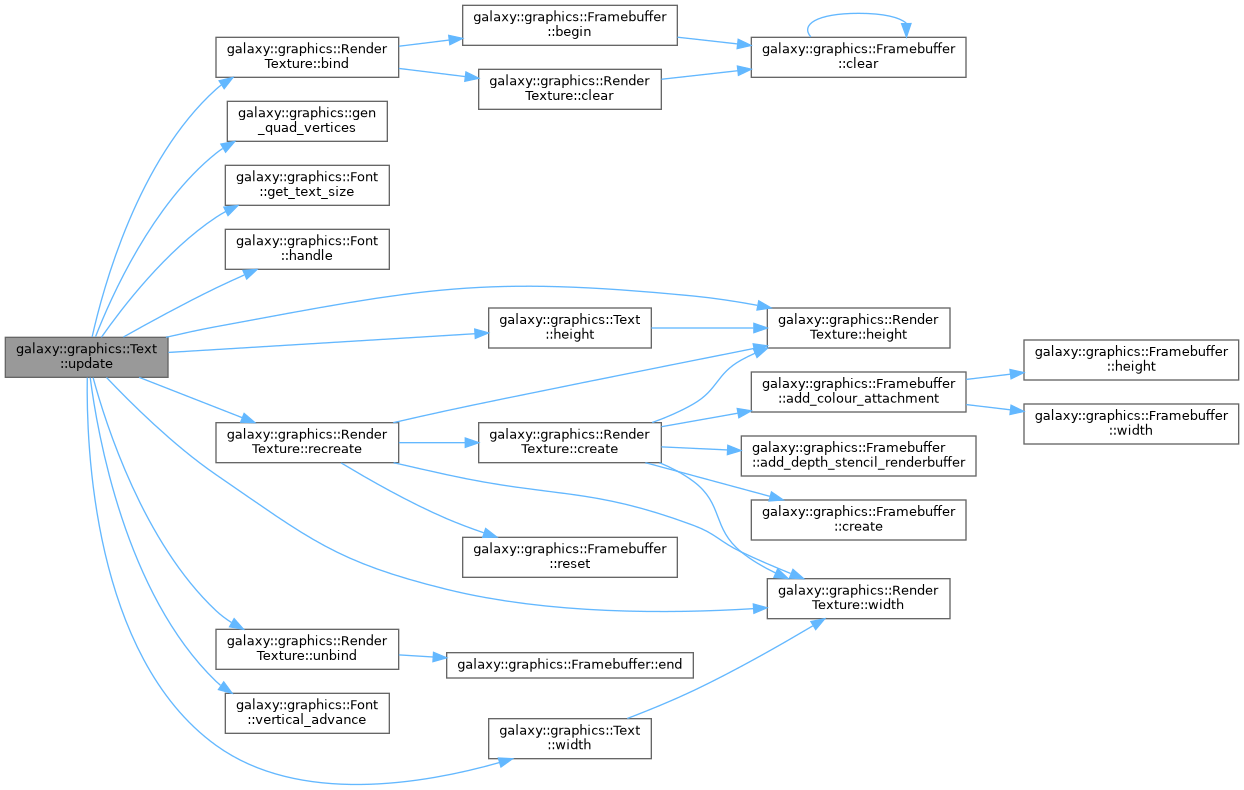 galaxy::graphics::Text
::update
galaxy::graphics::Render
Texture::bind
galaxy::graphics::Framebuffer
::begin
galaxy::graphics::Framebuffer
::clear
galaxy::graphics::Render
Texture::clear
galaxy::graphics::gen
_quad_vertices
galaxy::graphics::Font
::get_text_size
galaxy::graphics::Font
::handle
galaxy::graphics::Render
Texture::height
galaxy::graphics::Text
::height
galaxy::graphics::Render
Texture::recreate
galaxy::graphics::Render
Texture::create
galaxy::graphics::Framebuffer
::add_colour_attachment
galaxy::graphics::Framebuffer
::height
galaxy::graphics::Framebuffer
::width
galaxy::graphics::Framebuffer
::add_depth_stencil_renderbuffer
galaxy::graphics::Framebuffer
::create
galaxy::graphics::Framebuffer
::reset
galaxy::graphics::Render
Texture::width
galaxy::graphics::Render
Texture::unbind
galaxy::graphics::Framebuffer::end
galaxy::graphics::Font
::vertical_advance
galaxy::graphics::Text
::width